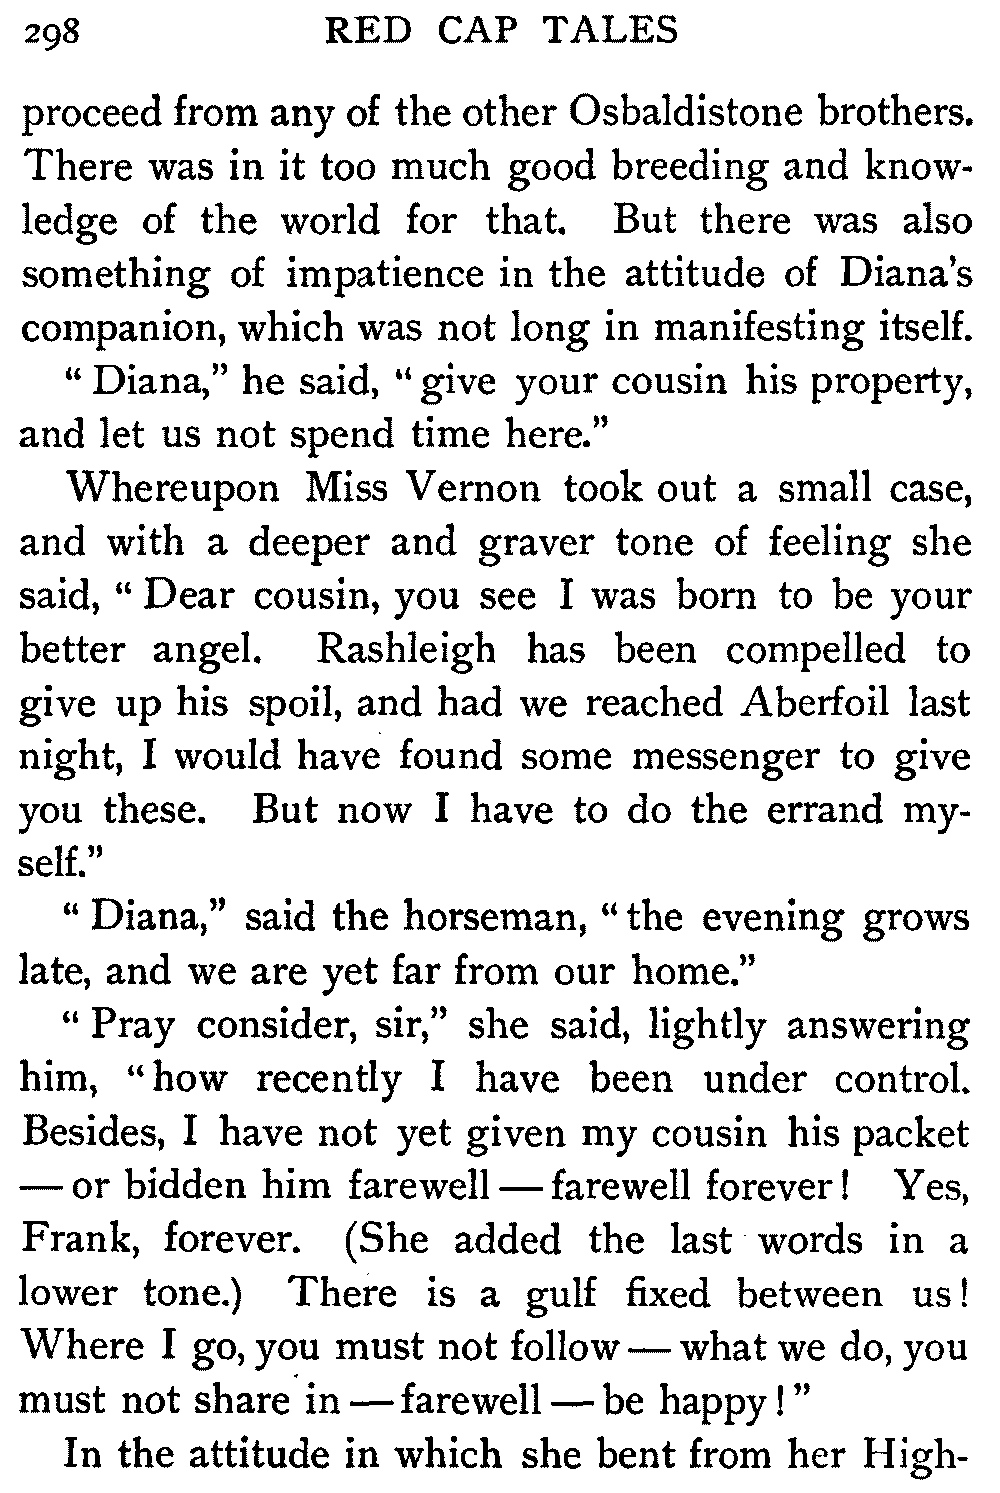 298 RED CAP TALES
proceed from any of the other Osbaldistone brothers.
There was in it too much good breeding and know-
ledge of the world for that. But there was also
something of impatience in the attitude of Diana's
companion, which was not long in manifesting itself.
“ Diana,” he said, “ give your cousin his property,
and let us not spend time here.”
Whereupon Miss Vernon took out a small case,
and with a deeper and graver tone of feeling she
said, “ Dear cousin, you see I was born to be your
better angel. Rashleigh has been compelled to
give up his spoil, and had we reached Aberfoil last
night, I would have found some messenger to give
you these. But now I have to do the errand my-
self.”
“ Diana,” said the horseman, “ the evening grows
late, and we are yet far from our home.”
“ Pray consider, sir,” she said, lightly answering
him, “ how recently I have been under control.
Besides, I have not yet given my cousin his packet
— or bidden him farewell — farewell forever ! Yes,
Frank, forever. (She added the last words in a
lower tone.) There is a gulf fixed between us !
Where I go, you must not follow — what we do, you
must not share in — farewell — be happy ! ”
In the attitude in which she bent from her High-